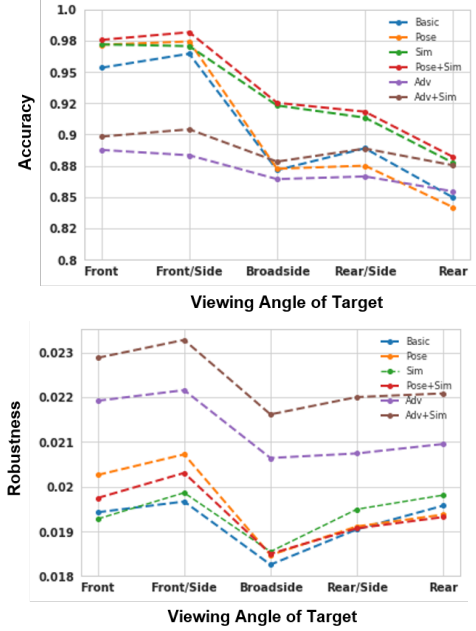 1.0
0.98
0.95
0.92
0.9
0.88
0.85
0.82
0.8
Accuracy
Basic
Pose
Sim
Pose+Sim
Adv
Adv+Sim
Front Front/Side Broadside Rear/Side Rear
Viewing Angle of Target
0.023
0.022
0.021
0.02
0.019
0.018
Robustness
Basic
Pose
Sim
Pose+Sim
Adv
Adv+Sim
Front Front/Side Broadside Rear/Side Rear
Viewing Angle of Target